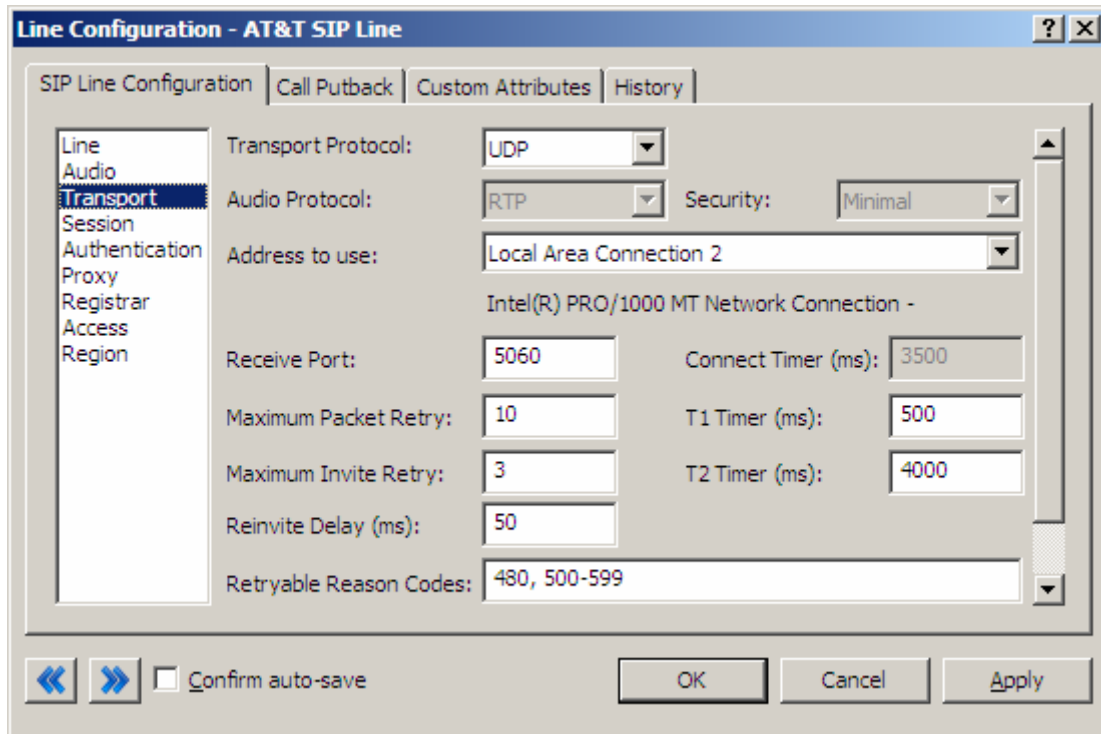 Line Configuration - AT&T SIP Line
SIP Line Configuration
Call Putback
Custom Attributes
History
Line
Audio
Transport
Session
Authentication
Proxy
Registrar
Access
Region
Transport Protocol: UDP
Audio Protocol: RTP Security: Minimal
Address to use: Local Area Connection 2
Intel(R) PRO/1000 MT Network Connection -
Receive Port: 5060 Connect Timer (ms): 3500
Maximum Packet Retry: 10 T1 Timer (ms): 500
Maximum Invite Retry: 3 T2 Timer (ms): 4000
Reinvite Delay (ms): 50
Retryable Reason Codes: 480, 500-599
Confirm auto-save
OK
Cancel
Apply